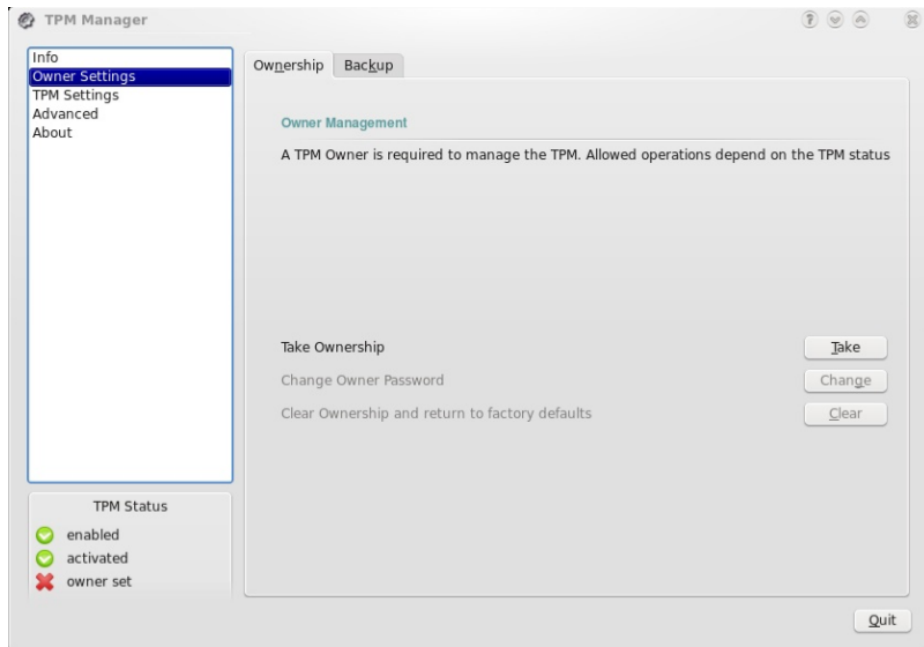 TPM Manager
Info
Owner Settings
TPM Settings
Advanced
About
Ownership
Backup
Owner Management
A TPM Owner is required to manage the TPM. Allowed operations depend on the TPM status
Take Ownership
Take
Change Owner Password
Change
Clear Ownership and return to factory defaults
Clear
TPM Status
enabled
activated
owner set
Quit